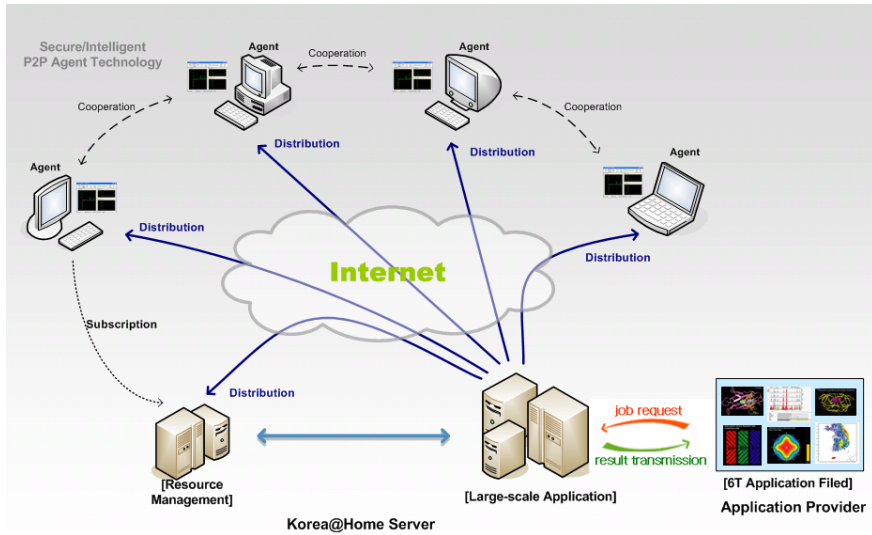 Secure/Intelligent
P2P Agent Technology
Agent
Cooperation
Agent
Cooperation
Cooperation
Agent
Agent
Distribution
Distribution
Distribution
Distribution
Internet
Subscription
Distribution
job request
result transmission
[Resource
Management]
[Large-scale Application]
[6T Application Filed]
Application Provider
Korea@Home Server